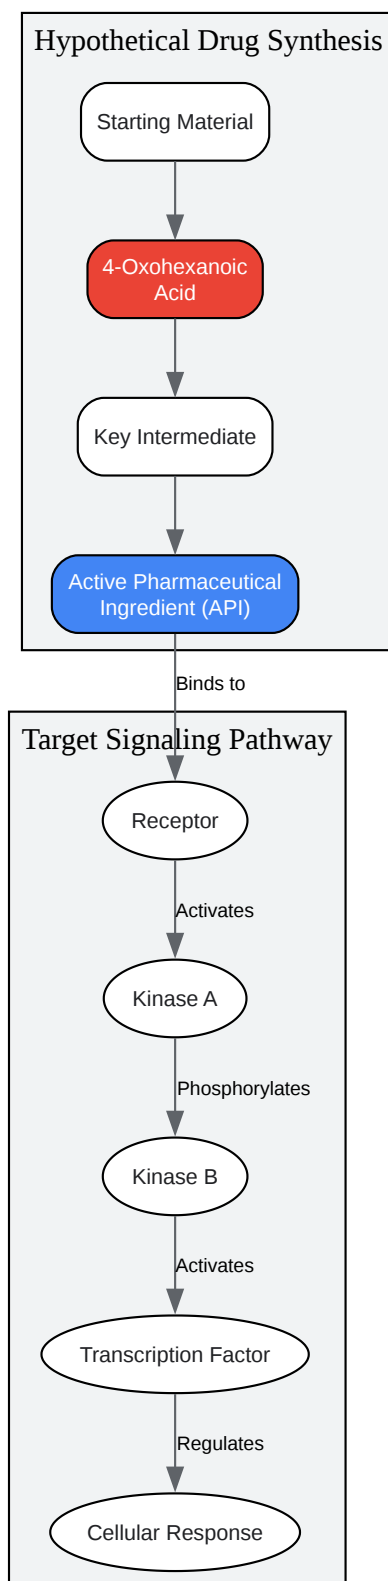 Hypothetical Drug Synthesis
Starting Material
4-Oxohexanoic
Acid
Key Intermediate
Active Pharmaceutical
Ingredient (API)
Binds to
Target Signaling Pathway
Receptor
Activates
Kinase A
Phosphorylates
Kinase B
Activates
Transcription Factor
Regulates
Cellular Response